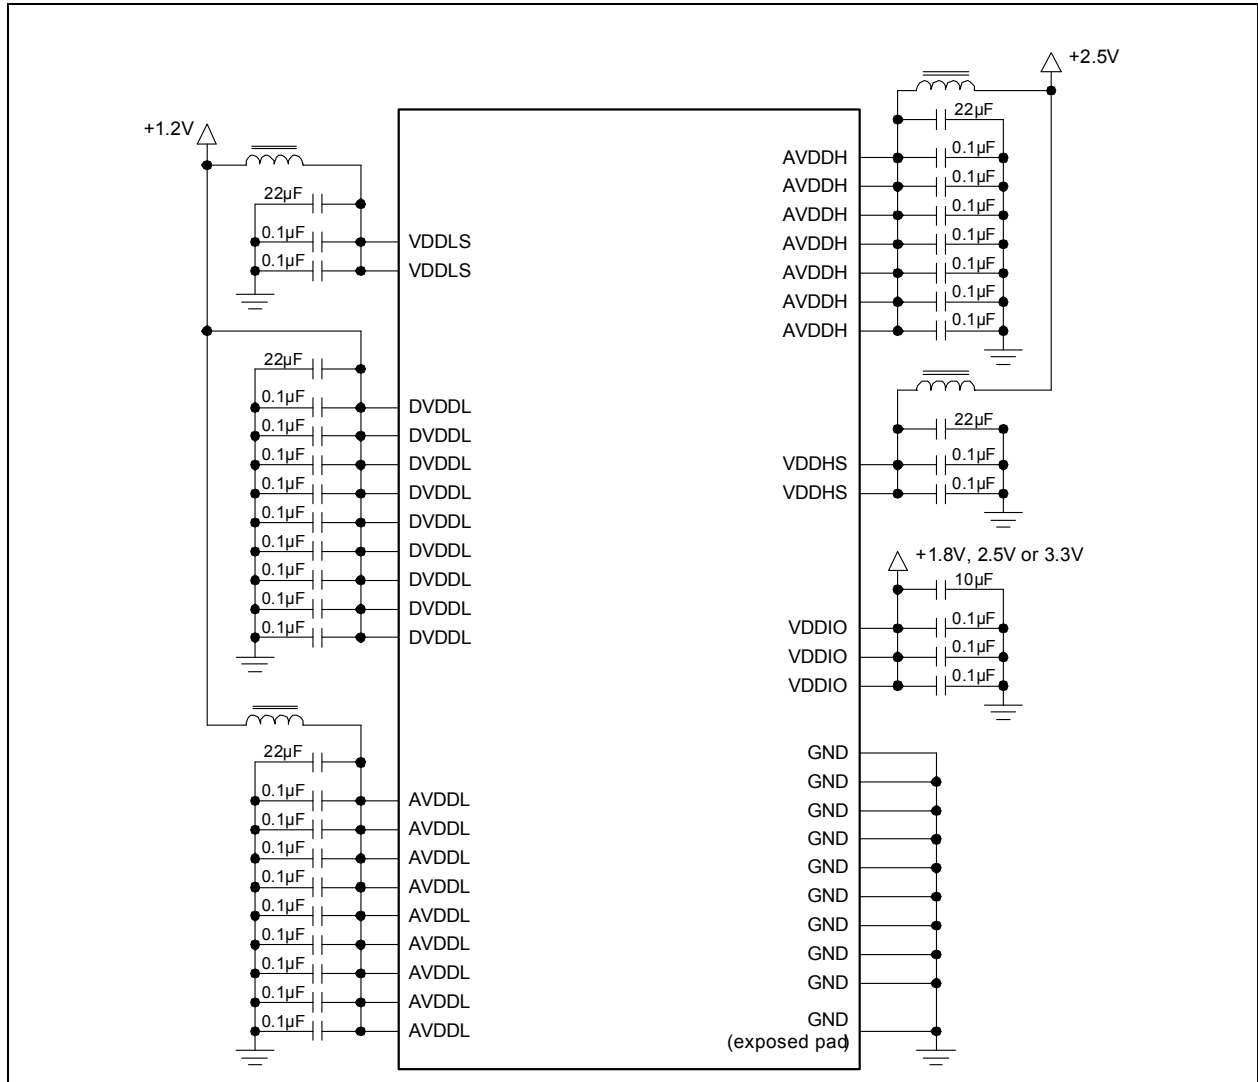 +1.2V
22µF
0.1µF
0.1µF
VDDLS
VDDLS
22µF
0.1µF
0.1µF
0.1µF
0.1µF
0.1µF
0.1µF
0.1µF
0.1µF
0.1µF
DVDDL
DVDDL
DVDDL
DVDDL
DVDDL
DVDDL
DVDDL
DVDDL
DVDDL
22µF
0.1µF
0.1µF
0.1µF
0.1µF
0.1µF
0.1µF
0.1µF
0.1µF
0.1µF
AVDDL
AVDDL
AVDDL
AVDDL
AVDDL
AVDDL
AVDDL
AVDDL
AVDDL
+2.5V
22µF
AVDDH
AVDDH
AVDDH
AVDDH
AVDDH
AVDDH
AVDDH
0.1µF
0.1µF
0.1µF
0.1µF
0.1µF
0.1µF
0.1µF
22µF
VDDHS
VDDHS
0.1µF
0.1µF
+1.8V, 2.5V or 3.3V
10µF
VDDIO
VDDIO
VDDIO
0.1µF
0.1µF
0.1µF
GND
GND
GND
GND
GND
GND
GND
GND
GND
GND
(exposed pad)